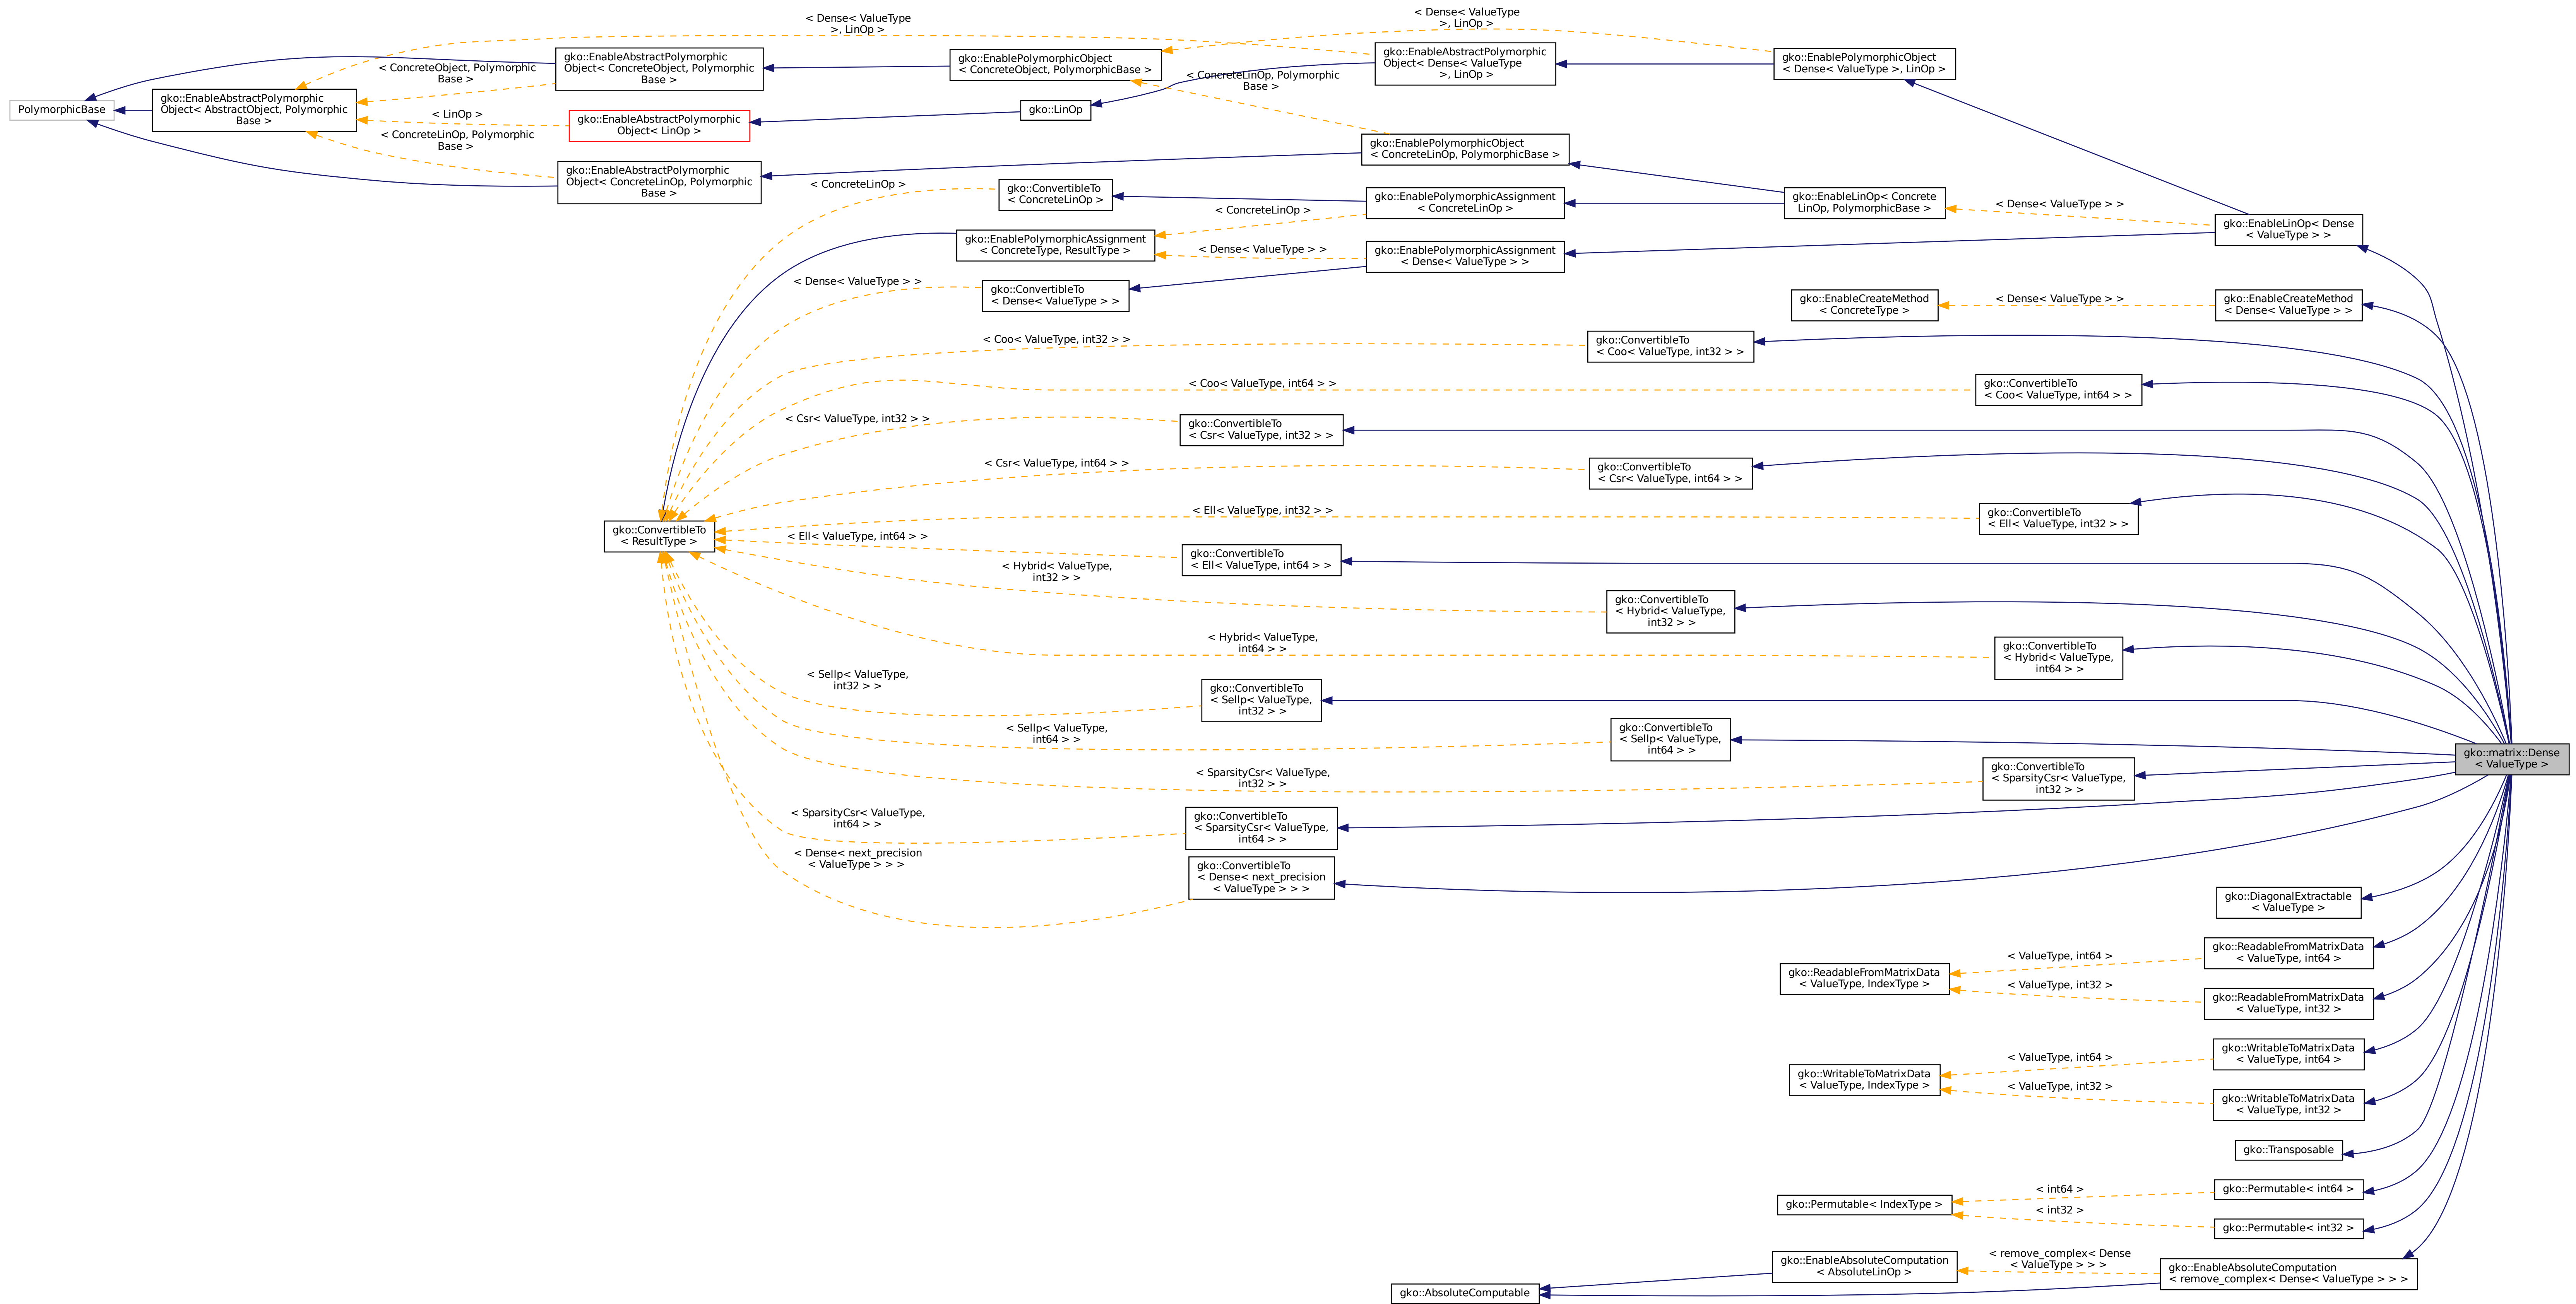 < Dense< ValueType
>, LinOp >
< Dense< ValueType
>, LinOp >
gko::EnableAbstractPolymorphic
Object< ConcreteObject, Polymorphic
Base >
gko::EnablePolymorphicObject
< ConcreteObject, PolymorphicBase >
gko::EnableAbstractPolymorphic
Object< Dense< ValueType
>, LinOp >
gko::EnablePolymorphicObject
< Dense< ValueType >, LinOp >
< ConcreteObject, Polymorphic
Base >
< ConcreteLinOp, Polymorphic
Base >
PolymorphicBase
gko::EnableAbstractPolymorphic
Object< AbstractObject, Polymorphic
Base >
< LinOp >
gko::EnableAbstractPolymorphic
Object< LinOp >
gko::LinOp
< ConcreteLinOp, Polymorphic
Base >
gko::EnablePolymorphicObject
< ConcreteLinOp, PolymorphicBase >
gko::EnableAbstractPolymorphic
Object< ConcreteLinOp, Polymorphic
Base >
< ConcreteLinOp >
gko::ConvertibleTo
< ConcreteLinOp >
gko::EnablePolymorphicAssignment
< ConcreteLinOp >
gko::EnableLinOp< Concrete
LinOp, PolymorphicBase >
< Dense< ValueType > >
gko::EnableLinOp< Dense
< ValueType > >
< ConcreteLinOp >
gko::EnablePolymorphicAssignment
< ConcreteType, ResultType >
< Dense< ValueType > >
gko::EnablePolymorphicAssignment
< Dense< ValueType > >
< Dense< ValueType > >
gko::ConvertibleTo
< Dense< ValueType > >
gko::EnableCreateMethod
< ConcreteType >
< Dense< ValueType > >
gko::EnableCreateMethod
< Dense< ValueType > >
< Coo< ValueType, int32 > >
gko::ConvertibleTo
< Coo< ValueType, int32 > >
< Coo< ValueType, int64 > >
gko::ConvertibleTo
< Coo< ValueType, int64 > >
< Csr< ValueType, int32 > >
gko::ConvertibleTo
< Csr< ValueType, int32 > >
< Csr< ValueType, int64 > >
gko::ConvertibleTo
< Csr< ValueType, int64 > >
< Ell< ValueType, int32 > >
gko::ConvertibleTo
< Ell< ValueType, int32 > >
gko::ConvertibleTo
< ResultType >
< Ell< ValueType, int64 > >
gko::ConvertibleTo
< Ell< ValueType, int64 > >
< Hybrid< ValueType,
int32 > >
gko::ConvertibleTo
< Hybrid< ValueType,
int32 > >
< Hybrid< ValueType,
int64 > >
gko::ConvertibleTo
< Hybrid< ValueType,
int64 > >
< Sellp< ValueType,
int32 > >
gko::ConvertibleTo
< Sellp< ValueType,
int32 > >
< Sellp< ValueType,
int64 > >
gko::ConvertibleTo
< Sellp< ValueType,
int64 > >
gko::matrix::Dense
< ValueType >
< SparsityCsr< ValueType,
int32 > >
gko::ConvertibleTo
< SparsityCsr< ValueType,
int32 > >
< SparsityCsr< ValueType,
int64 > >
gko::ConvertibleTo
< SparsityCsr< ValueType,
int64 > >
< Dense< next_precision
< ValueType > > >
gko::ConvertibleTo
< Dense< next_precision
< ValueType > > >
gko::DiagonalExtractable
< ValueType >
< ValueType, int64 >
gko::ReadableFromMatrixData
< ValueType, int64 >
gko::ReadableFromMatrixData
< ValueType, IndexType >
< ValueType, int32 >
gko::ReadableFromMatrixData
< ValueType, int32 >
< ValueType, int64 >
gko::WritableToMatrixData
< ValueType, int64 >
gko::WritableToMatrixData
< ValueType, IndexType >
< ValueType, int32 >
gko::WritableToMatrixData
< ValueType, int32 >
gko::Transposable
< int64 >
gko::Permutable< int64 >
gko::Permutable< IndexType >
< int32 >
gko::Permutable< int32 >
gko::EnableAbsoluteComputation
< AbsoluteLinOp >
< remove_complex< Dense
< ValueType > > >
gko::EnableAbsoluteComputation
< remove_complex< Dense< ValueType > > >
gko::AbsoluteComputable